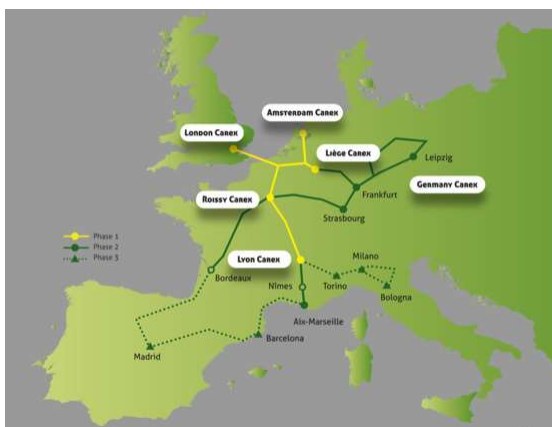 Amsterdam Carex
London Carex
Liège Carex
Leipzig
Germany Carex
Frankfurt
Roissy Carex
Strasbourg
Phase 1
Phase 2
Phase 3
Lyon Carex
Milano
Bordeaux
Nîmes
Torino
Bologna
Aix-Marseille
Barcelona
Madrid